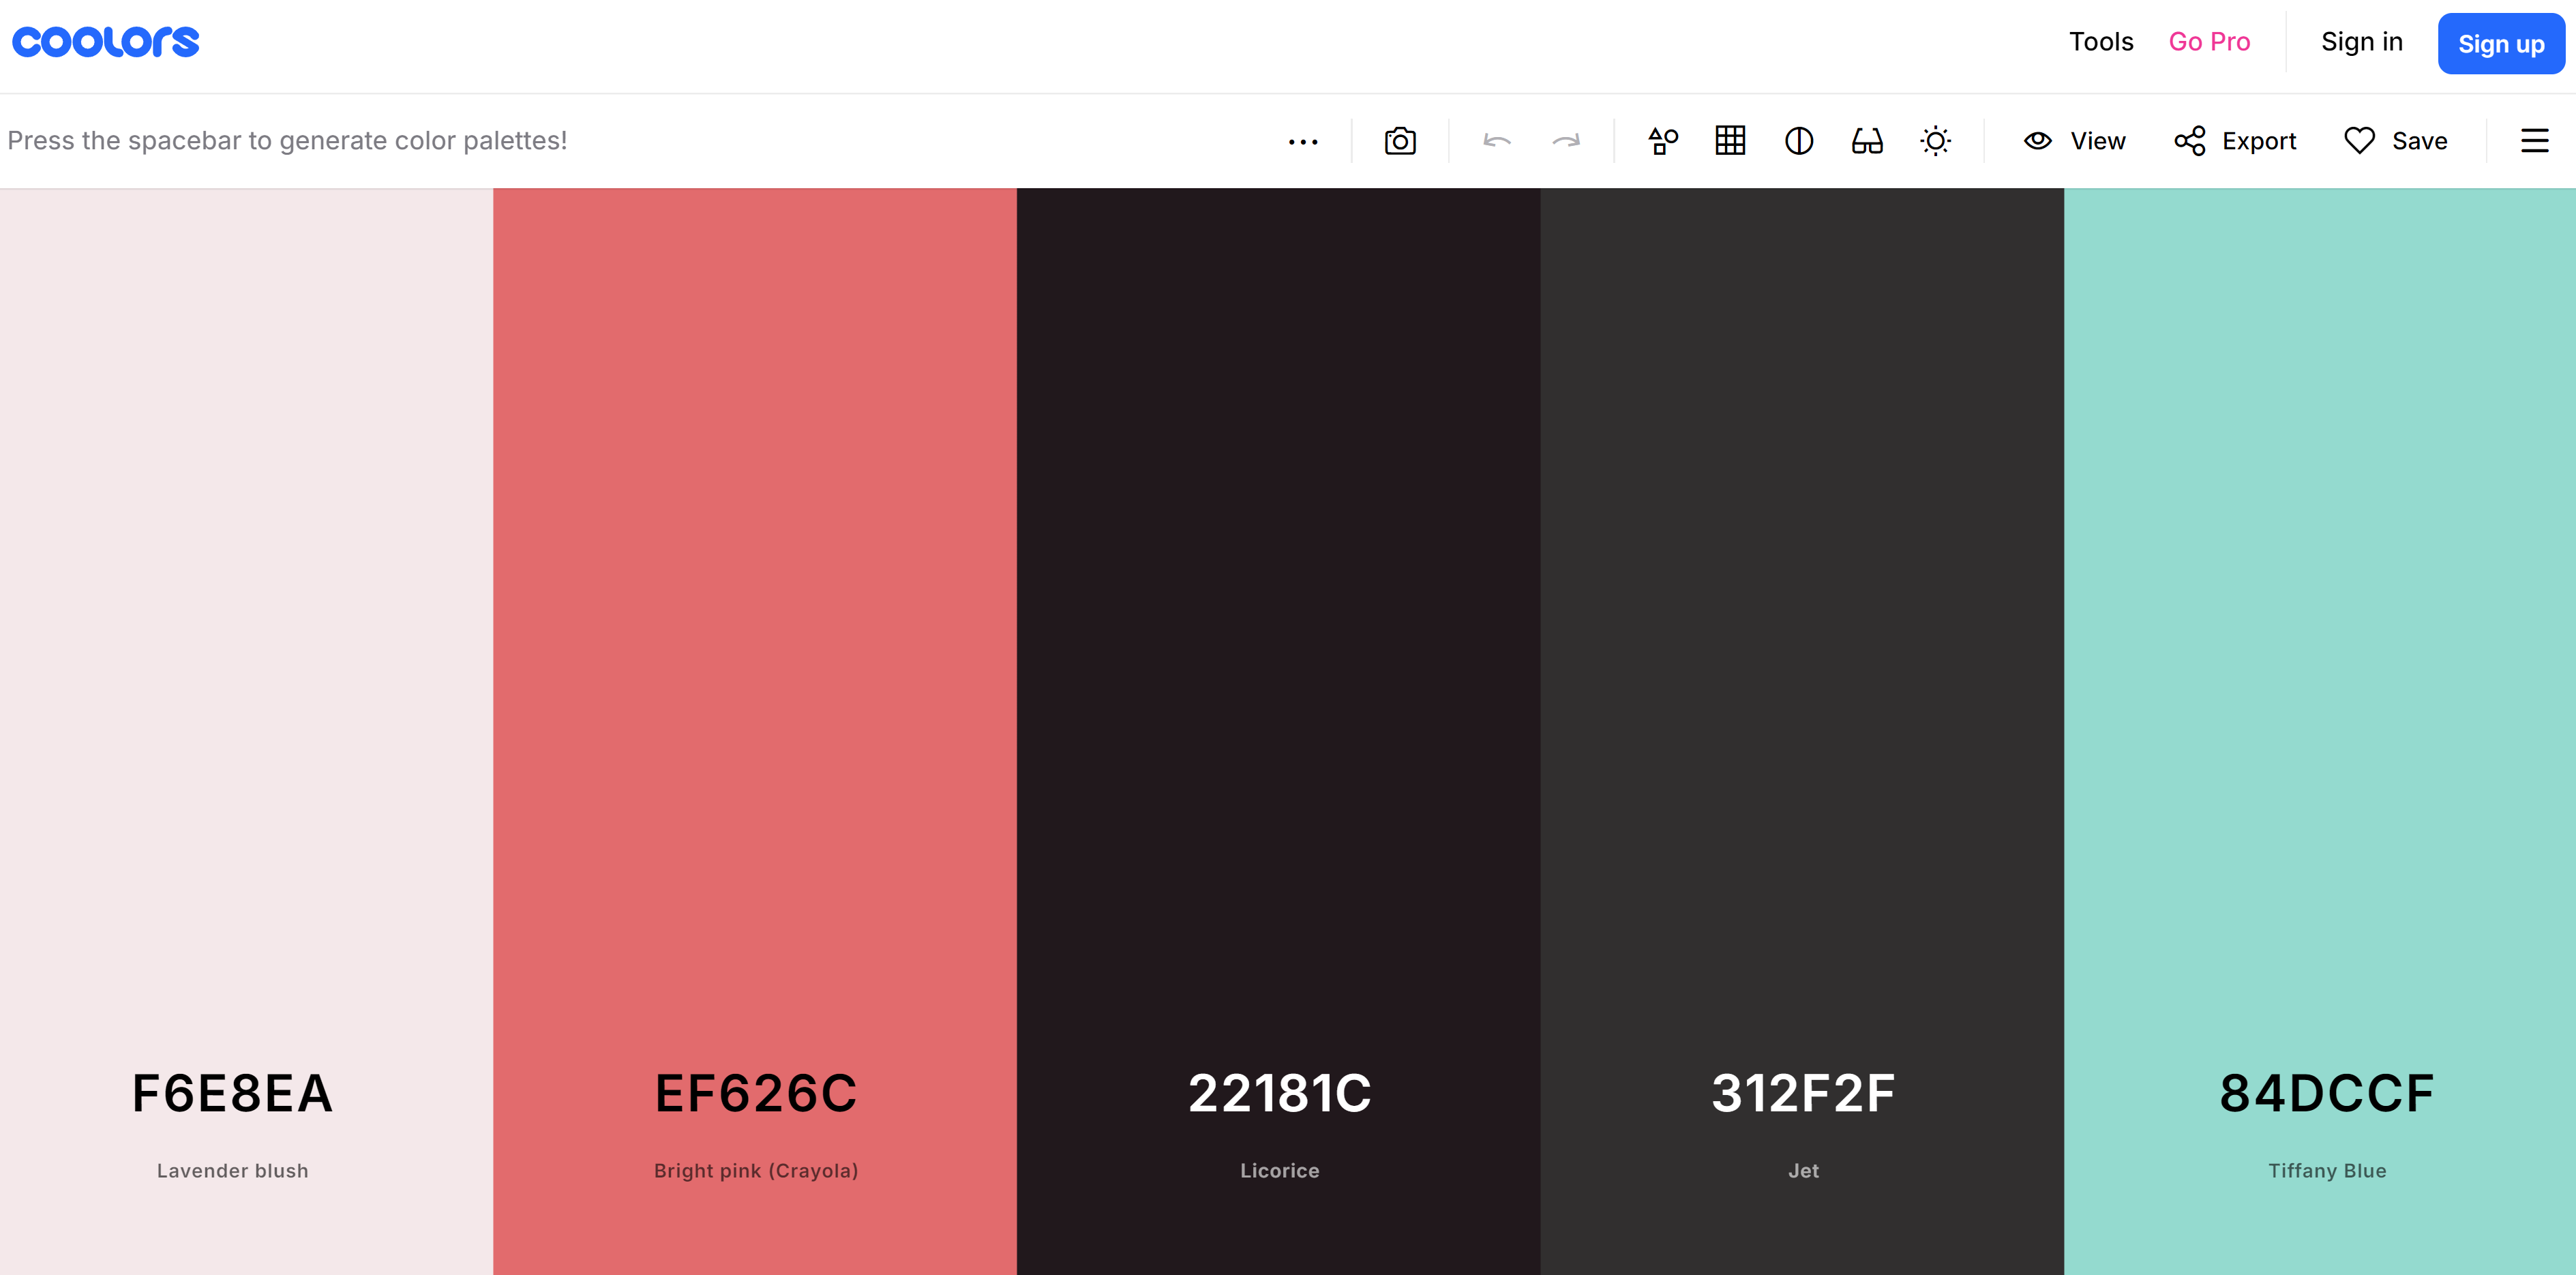 coolors
Tools Go Pro Sign in Sign up
Press the spacebar to generate color palettes!
View Export Save
F6E8EA
Lavender blush
EF626C
Bright pink (Crayola)
22181C
Licorice
312F2F
Jet
84DCCF
Tiffany Blue